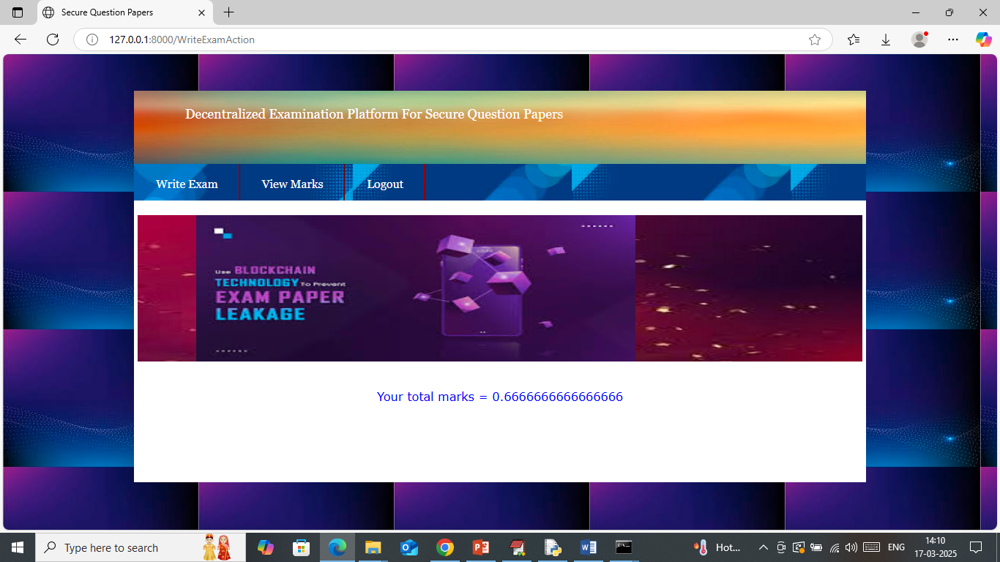 Secure Question Papers
127.0.0.1:8000/WriteExamAction
Decentralized Examination Platform For Secure Question Papers
Write Exam
View Marks
Logout
Use BLOCKCHAIN
TECHNOLOGY To Prevent
EXAM PAPER
LEAKAGE
Your total marks = 0.6666666666666666
Type here to search
Hot...
ENG
14:10
17-03-2025